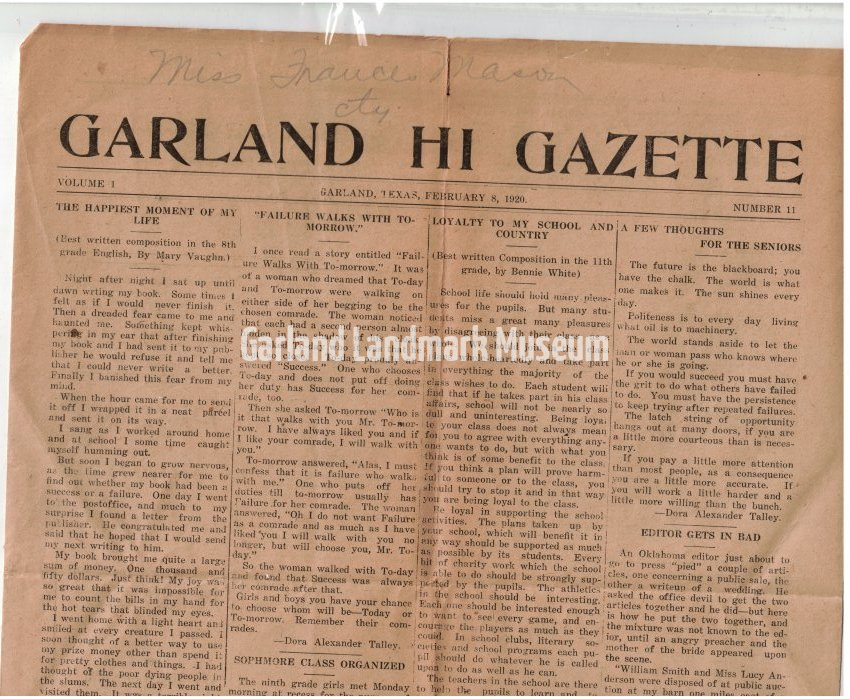 Miss Frances Mason
cty
GARLAND HI GAZETTE
VOLUME 1
GARLAND, TEXAS, FEBRUARY 8, 1920.
NUMBER 11
THE HAPPIEST MOMENT OF MY
LIFE
(Best written composition in the 8th
grade English, By Mary Vaughn.)
Night after night I sat up until
dawn wrting my book. Some times I
felt as if I would never finish it.
Then a dreaded fear came to me and
haunted me. Something kept whis-
pering in my ear that after finishing
my book and I had sent it to my pub-
lisher he would refuse it and tell me
that I could never write a better.
Finally I banished this fear from my
mind.
When the hour came for me to send
it off I wrapped it in a neat parcel
and sent it on its way.
I sang as I worked around home
and at school I some time caught
myself humming out.
But soon I began to grow nervous,
as the time grew nearer for me to
find out whether my book had been a
success or a failure. One day I went
to the postoffice, and much to my
surprise I found a letter from the
publisher. He congratulated me and
said that he hoped that I would send
my next writing to him.
My book brought me quite a large
sum of money. One thousand and
fifty dollars. Just think! My joy was
so great that it was impossible for
me to count the bills in my hand for
the hot tears that blinded my eyes.
I went home with a light heart and
smiled at every creature I passed. I
soon thought of a better way to use
my prize money other than spend it
for pretty clothes and things. I had
thought of the poor dying people in
the slums. The next day I went and
visited them.
"FAILURE WALKS WITH TO-
MORROW."
I once read a story entitled "Fail-
ure Walks With To-morrow." It was
of a woman who dreamed that To-day
and To-morrow were walking on
either side of her begging to be the
chosen comrade. The woman noticed
that each had a second person almost
swered "Success." One who chooses
To-day and does not put off doing
her duty has Success for her com-
rade, too.
Then she asked To-morrow "Who is
it that walks with you Mr. To-mor-
row. I have always liked you and if
I like your comrade, I will walk with
you."
To-morrow answered, "Alas, I must
confess that it is failure who walks
with me." One who puts off her
duties till to-morrow usually has
Failure for her comrade. The woman
answered, "Oh I do not want Failure
as a comrade and as much as I have
liked you I will walk with you no
longer, but will choose you, Mr. To-
day."
So the woman walked With To-day
and found that Success was always
her comrade after that.
Girls and boys you have your chance
to choose whom will be—Today or
To-morrow. Remember their com-
rades.
—Dora Alexander Talley.
SOPHMORE CLASS ORGANIZED
The ninth grade girls met Monday
LOYALTY TO MY SCHOOL AND
COUNTRY
(Best written Composition in the 11th
grade, by Bennie White)
School life should hold many pleas-
ures for the pupils. But many stu-
dents miss a great many pleasures
by disagreeing with their class.
and take part
in everything the majority of the
class wishes to do. Each student will
find that if he takes part in his class
affairs, school will not be nearly so
dull and uninteresting. Being loyal
to your class does not always mean
for you to agree with everything any-
one wants to do, but with what you
think is of some benefit to the class.
If you think a plan will prove harm-
ful to someone or to the class, you
should try to stop it and in that way
you are being loyal to the class.
Be loyal in supporting the school
activities. The plans taken up by
your school, which will benefit it in
any way should be supported as much
as possible by its students. Every
bit of charity work which the school
is able to do should be strongly sup-
ported by the pupils. The athletics
in the school should be interesting.
Each one should be interested enough
to want to see every game, and en-
courage the players as much as they
could. In school clubs, literary so-
cieties and school programs each pu-
pil should do whatever he is called
upon to do as well as he can.
The teachers in the school are there
to help the pupils to learn and to
A FEW THOUGHTS
FOR THE SENIORS
The future is the blackboard; you
have the chalk. The world is what
one makes it. The sun shines every
day.
Politeness is to every day living
what oil is to machinery.
The world stands aside to let the
man or woman pass who knows where
he or she is going.
If you would succeed you must have
the grit to do what others have failed
to do. You must have the persistence
to keep trying after repeated failures.
The latch string of opportunity
hangs out at many doors, if you are
a little more courteous than is neces-
sary.
If you pay a little more attention
than most people, as a consequence
you are a little more accurate. If
you will work a little harder and a
little more willing than the bunch.
—Dora Alexander Talley.
EDITOR GETS IN BAD
An Oklahoma editor just about to
go to press "pied" a couple of arti-
cles, one concerning a public sale, the
other a writeup of a wedding. He
asked the office devil to get the two
articles together and he did—but here
is how he put the two together, and
the mixture was not known to the ed-
itor, until an angry preacher and the
mother of the bride appeared upon
the scene.
"William Smith and Miss Lucy An-
derson were disposed of at public auc-
tion at my barn one miles
Garland Landmark Museum